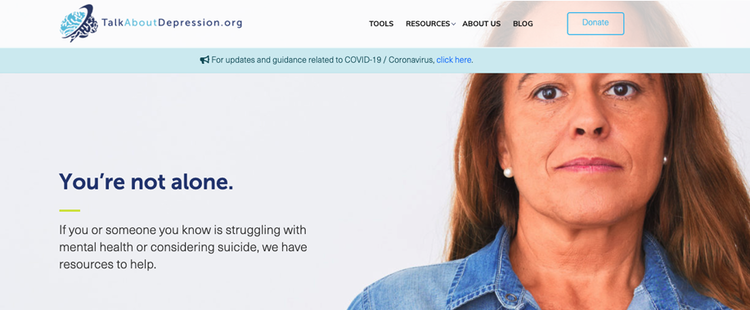 TalkAboutDepression.org
TOOLS RESOURCES ABOUT US BLOG Donate
For updates and guidance related to COVID-19 / Coronavirus, click here.
You're not alone.
If you or someone you know is struggling with
mental health or considering suicide, we have
resources to help.